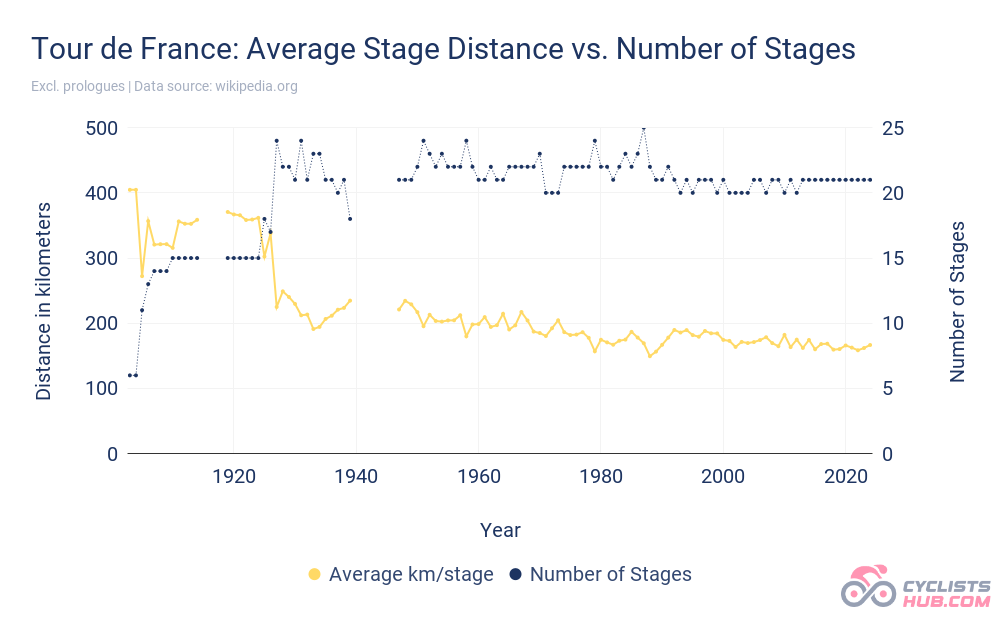 Tour de France: Average Stage Distance vs. Number of Stages
Excl. prologues | Data source: wikipedia.org
500
400
300
200
100
0
Distance in kilometers
25
20
15
10
5
0
Number of Stages
1920 1940 1960 1980 2000 2020
Year
Average km/stage Number of Stages
CYCLISTS
HUB.COM